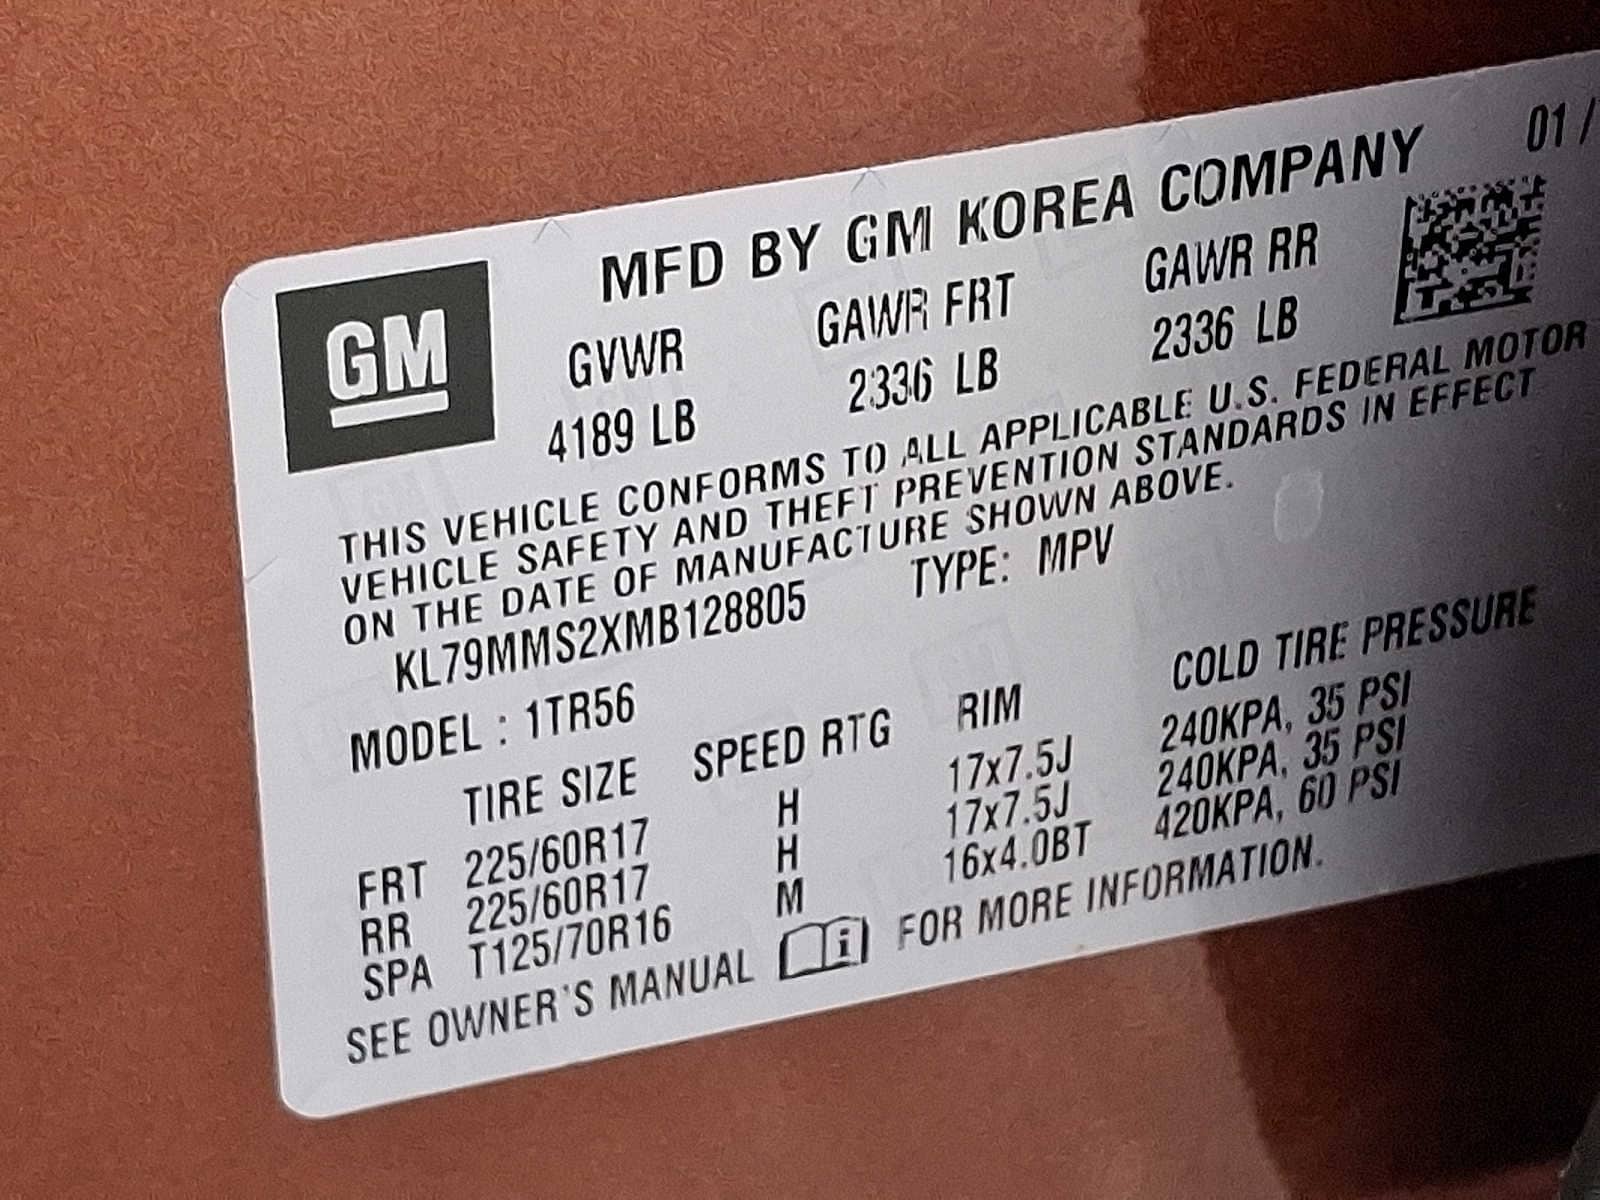 MFD BY GM KOREA COMPANY 01 /
GM
GVWR GAWR FRT GAWR RR
4189 LB 2336 LB 2336 LB
THIS VEHICLE CONFORMS TO ALL APPLICABLE U.S. FEDERAL MOTOR
VEHICLE SAFETY AND THEFT PREVENTION STANDARDS IN EFFECT
ON THE DATE OF MANUFACTURE SHOWN ABOVE.
KL79MMS2XMB128805 TYPE: MPV
MODEL : 1TR56
TIRE SIZE SPEED RTG RIM COLD TIRE PRESSURE
FRT 225/60R17 H 17x7.5J 240KPA, 35 PSI
RR 225/60R17 H 17x7.5J 240KPA, 35 PSI
SPA T125/70R16 M 16x4.0BT 420KPA, 60 PSI
SEE OWNER'S MANUAL i FOR MORE INFORMATION.